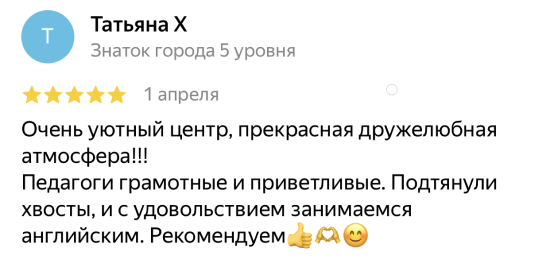 Т
Татьяна Х
Знаток города 5 уровня
1 апреля
Очень уютный центр, прекрасная дружелюбная
атмосфера!!!
Педагоги грамотные и приветливые. Подтянули
хвосты, и с удовольствием занимаемся
английским. Рекомендуем👍🫶😊